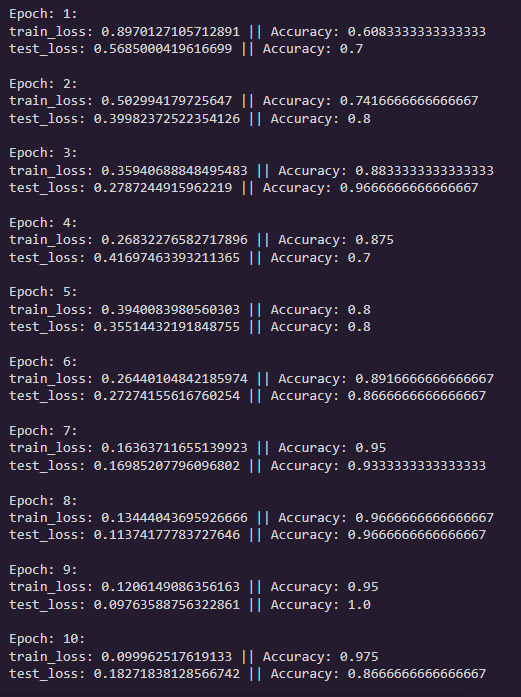 Epoch: 1:
train_loss: 0.8970127105712891 || Accuracy: 0.6083333333333333
test_loss: 0.5685000419616699 || Accuracy: 0.7
Epoch: 2:
train_loss: 0.502994179725647 || Accuracy: 0.7416666666666667
test_loss: 0.39982372522354126 || Accuracy: 0.8
Epoch: 3:
train_loss: 0.35940688848495483 || Accuracy: 0.8833333333333333
test_loss: 0.2787244915962219 || Accuracy: 0.9666666666666667
Epoch: 4:
train_loss: 0.26832276582717896 || Accuracy: 0.875
test_loss: 0.41697463393211365 || Accuracy: 0.7
Epoch: 5:
train_loss: 0.3940083980560303 || Accuracy: 0.8
test_loss: 0.35514432191848755 || Accuracy: 0.8
Epoch: 6:
train_loss: 0.26440104842185974 || Accuracy: 0.8916666666666667
test_loss: 0.27274155616760254 || Accuracy: 0.8666666666666667
Epoch: 7:
train_loss: 0.16363711655139923 || Accuracy: 0.95
test_loss: 0.16985207796096802 || Accuracy: 0.9333333333333333
Epoch: 8:
train_loss: 0.13444043695926666 || Accuracy: 0.9666666666666667
test_loss: 0.11374177783727646 || Accuracy: 0.9666666666666667
Epoch: 9:
train_loss: 0.1206149086356163 || Accuracy: 0.95
test_loss: 0.09763588756322861 || Accuracy: 1.0
Epoch: 10:
train_loss: 0.099962517619133 || Accuracy: 0.975
test_loss: 0.18271838128566742 || Accuracy: 0.8666666666666667